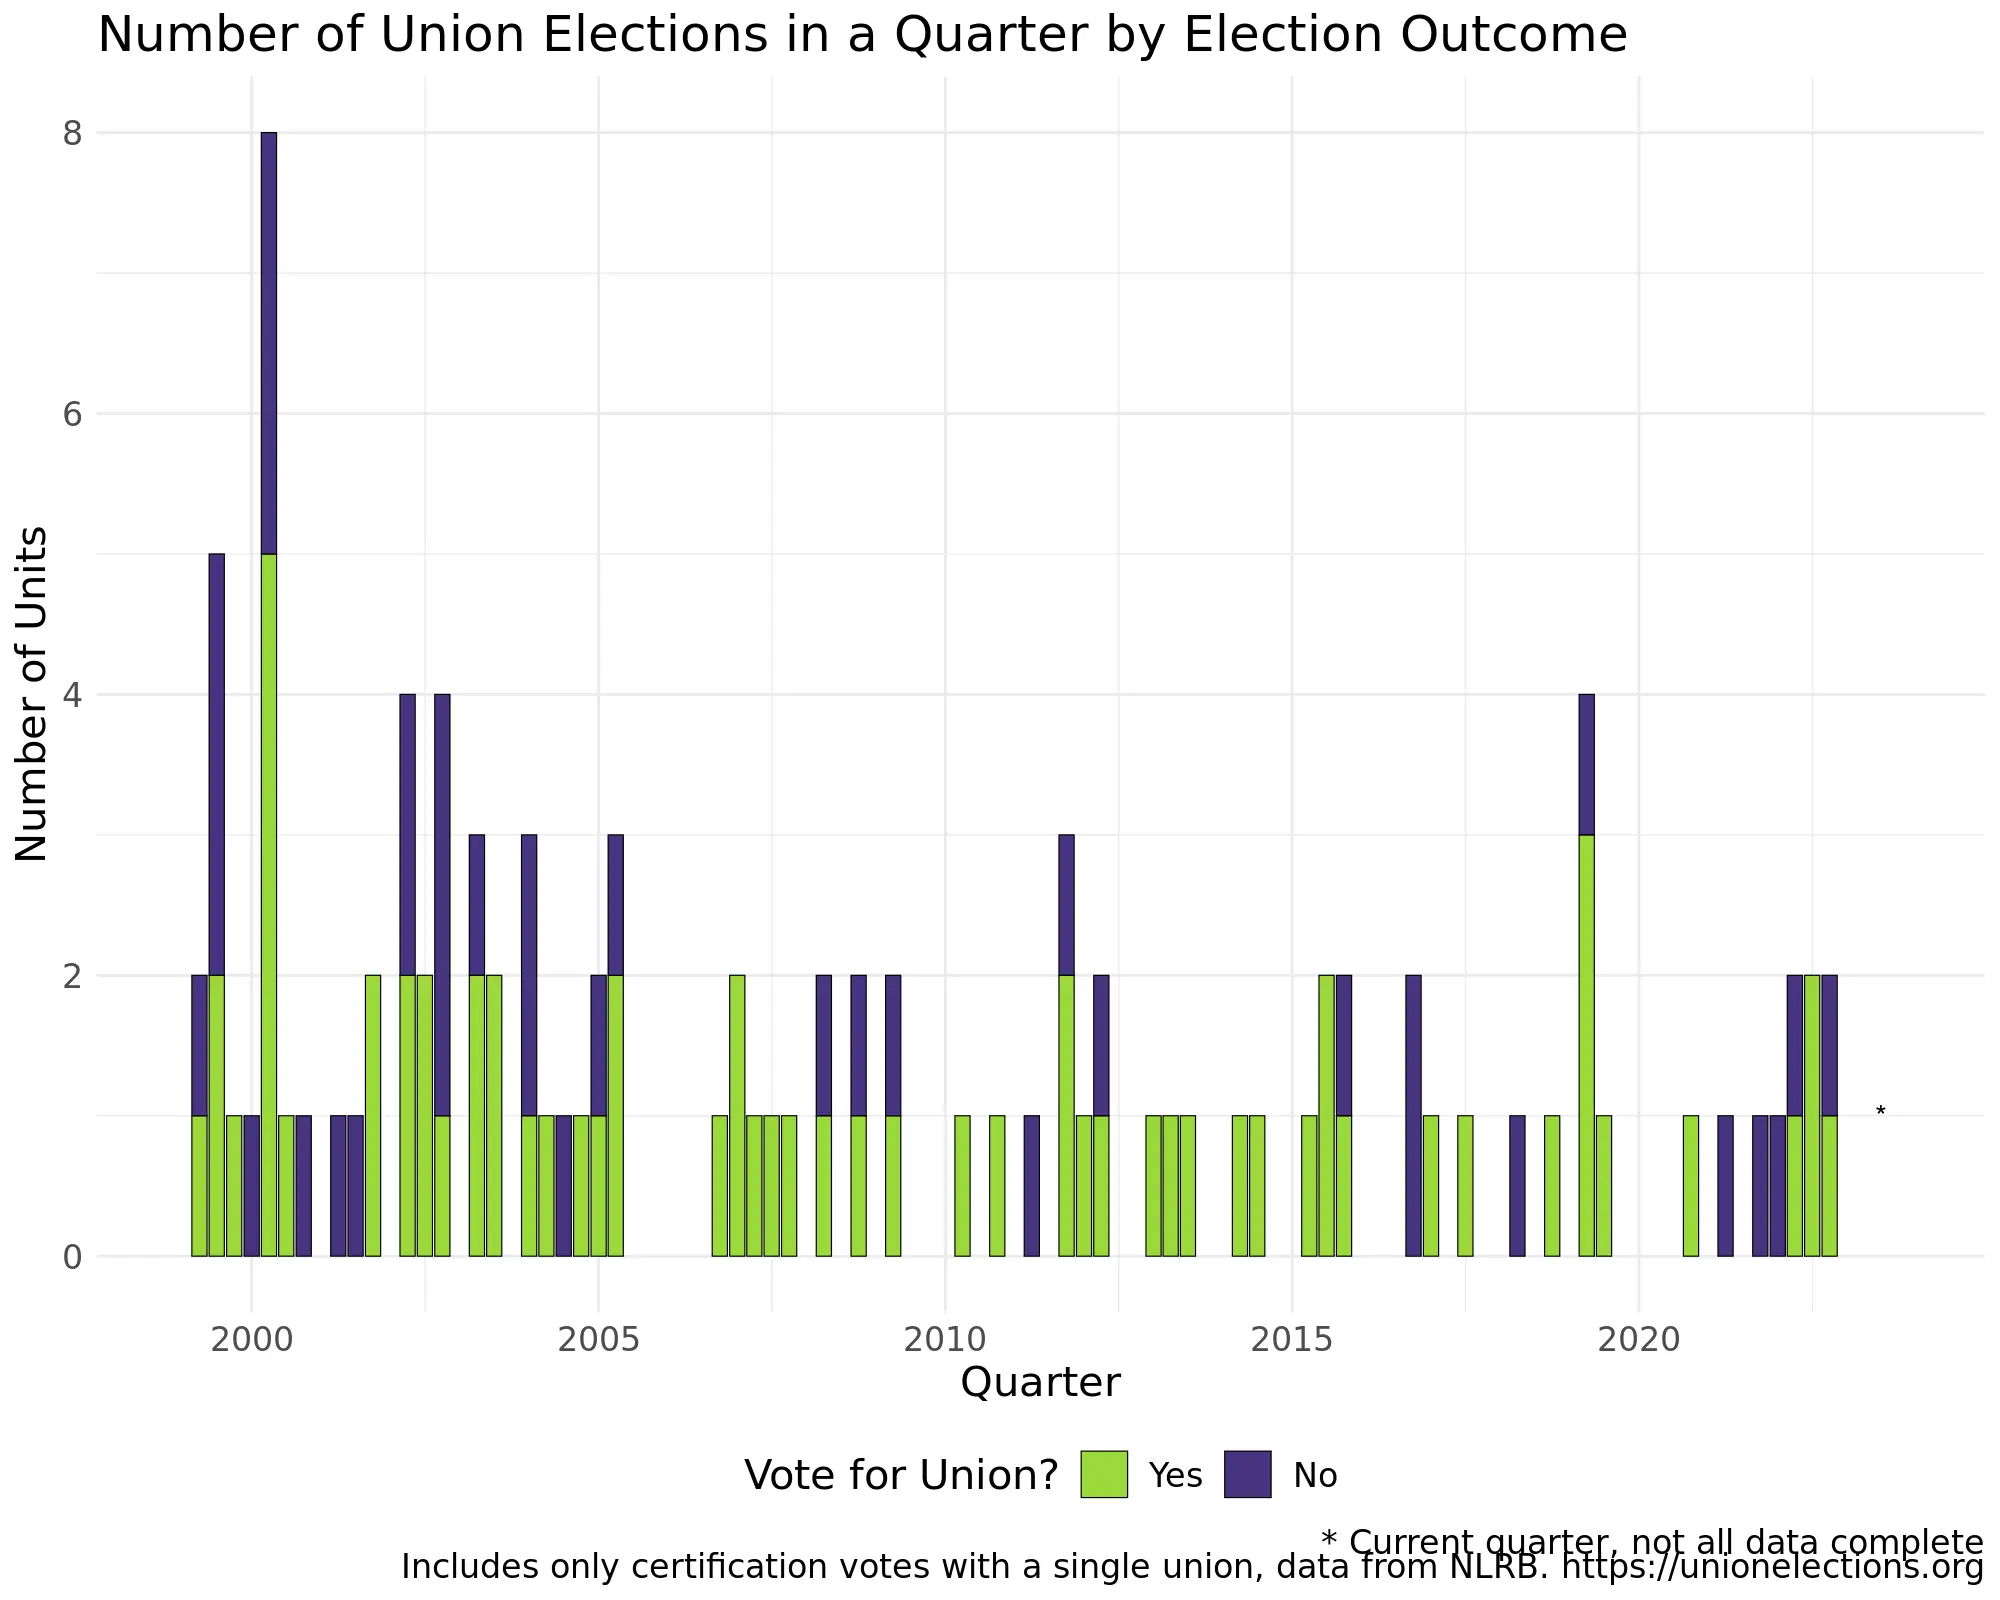 Number of Union Elections in a Quarter by Election Outcome
8
6
4
2
0
Number of Units
*
2000 2005 2010 2015 2020
Quarter
Vote for Union? Yes No
* Current quarter, not all data complete
Includes only certification votes with a single union, data from NLRB. https://unionelections.org